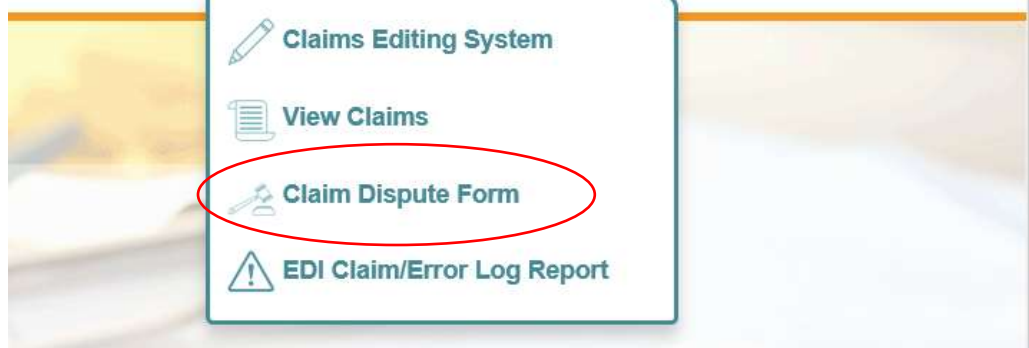 Claims Editing System
View Claims
Claim Dispute Form
EDI Claim/Error Log Report